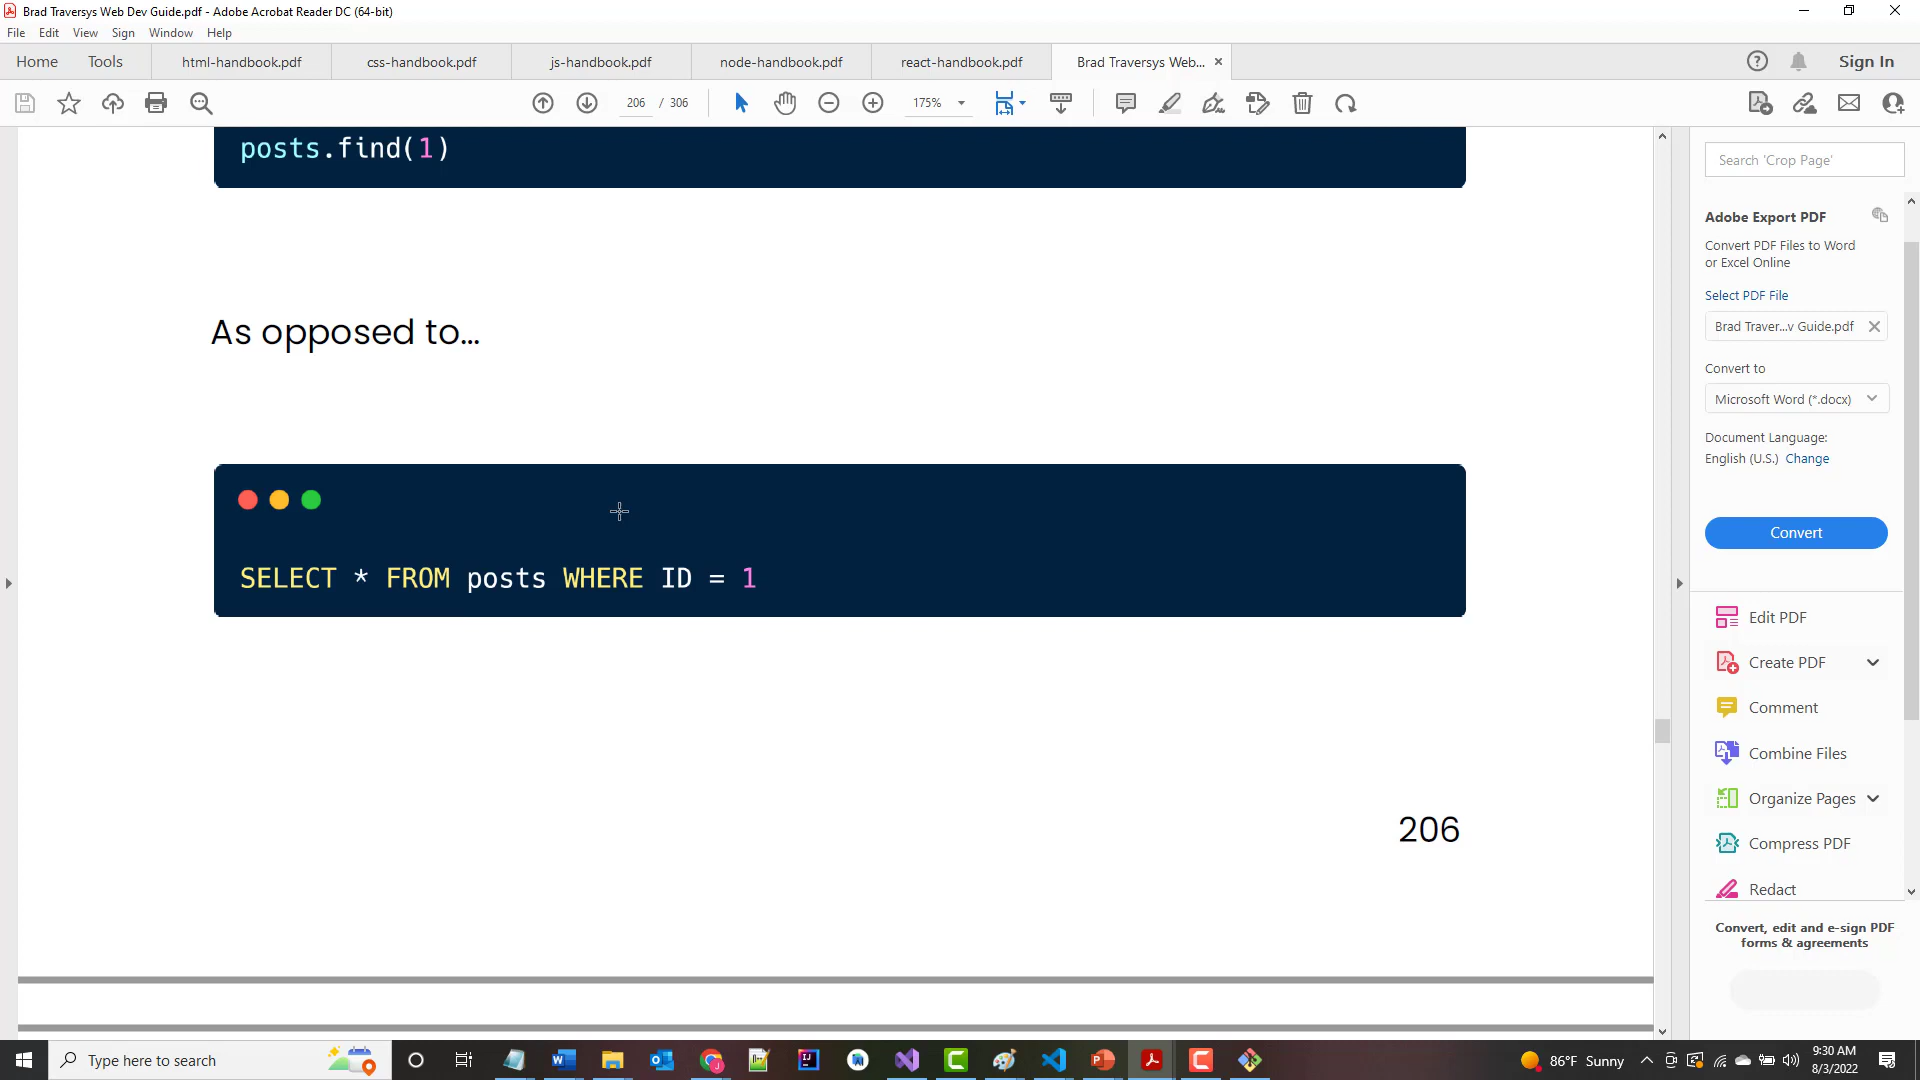 Brad Traversys Web Dev Guide.pdf - Adobe Acrobat Reader DC (64-bit)
File Edit View Sign Window Help
Home Tools html-handbook.pdf css-handbook.pdf js-handbook.pdf node-handbook.pdf react-handbook.pdf Brad Traversys Web... Sign In
206 / 306 175%
posts.find(1)
As opposed to...
SELECT * FROM posts WHERE ID = 1
206
Search 'Crop Page'
Adobe Export PDF
Convert PDF Files to Word
or Excel Online
Select PDF File
Brad Traver...v Guide.pdf
Convert to
Microsoft Word (*.docx)
Document Language:
English (U.S.) Change
Convert
Edit PDF
Create PDF
Comment
Combine Files
Organize Pages
Compress PDF
Redact
Convert, edit and e-sign PDF
forms & agreements
Type here to search
86°F Sunny
9:30 AM
8/3/2022